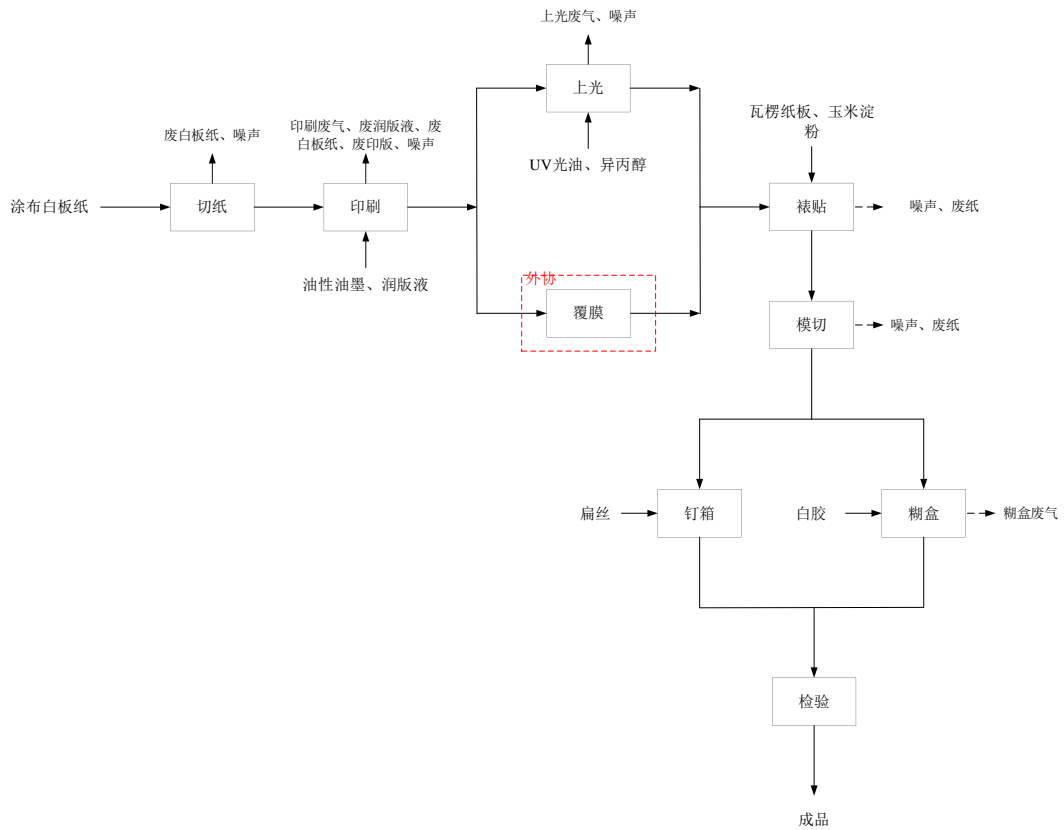 上光废气、噪声
上光
UV光油、异丙醇
瓦楞纸板、玉米淀
粉
废白板纸、噪声
印刷废气、废润版液、废
白板纸、废印版、噪声
涂布白板纸
切纸
印刷
裱贴
噪声、废纸
油性油墨、润版液
外协
覆膜
模切
噪声、废纸
扁丝
钉箱
白胶
糊盒
糊盒废气
检验
成品